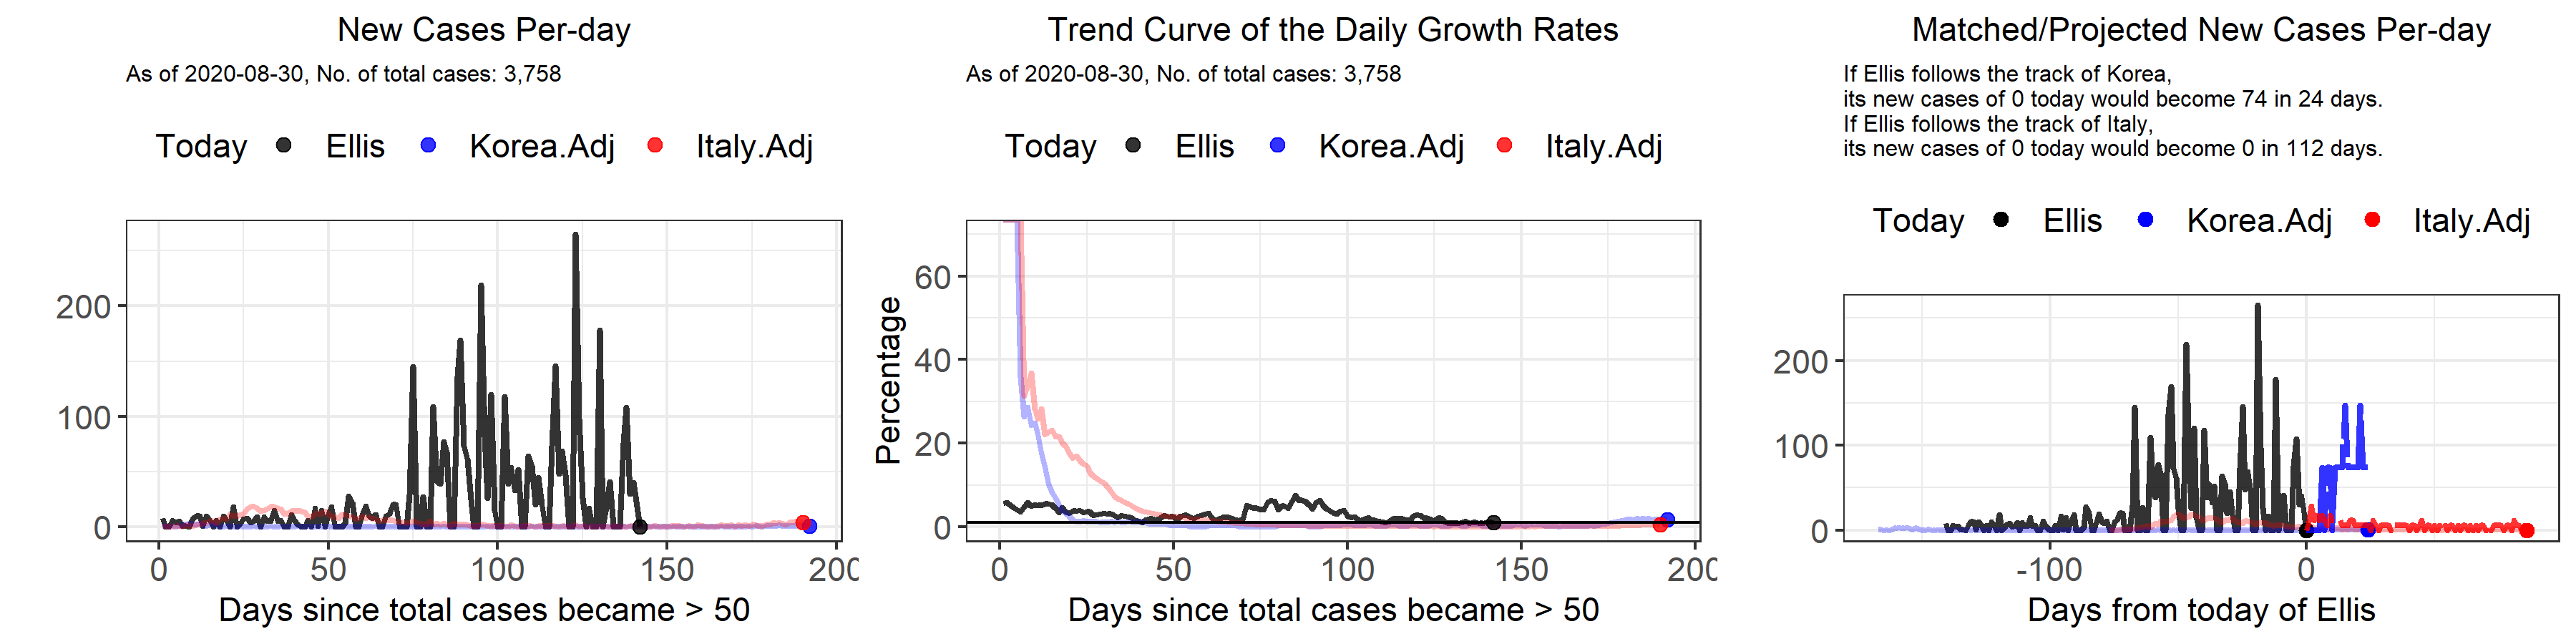 New Cases Per-day
As of 2020-08-30, No. of total cases: 3,758
Today Ellis Korea.Adj Italy.Adj
200
100
0
0 50 100 150 200
Days since total cases became > 50
Trend Curve of the Daily Growth Rates
As of 2020-08-30, No. of total cases: 3,758
Today Ellis Korea.Adj Italy.Adj
Percentage
60
40
20
0
0 50 100 150 200
Days since total cases became > 50
Matched/Projected New Cases Per-day
If Ellis follows the track of Korea,
its new cases of 0 today would become 74 in 24 days.
If Ellis follows the track of Italy,
its new cases of 0 today would become 0 in 112 days.
Today Ellis Korea.Adj Italy.Adj
200
100
0
-100 0
Days from today of Ellis